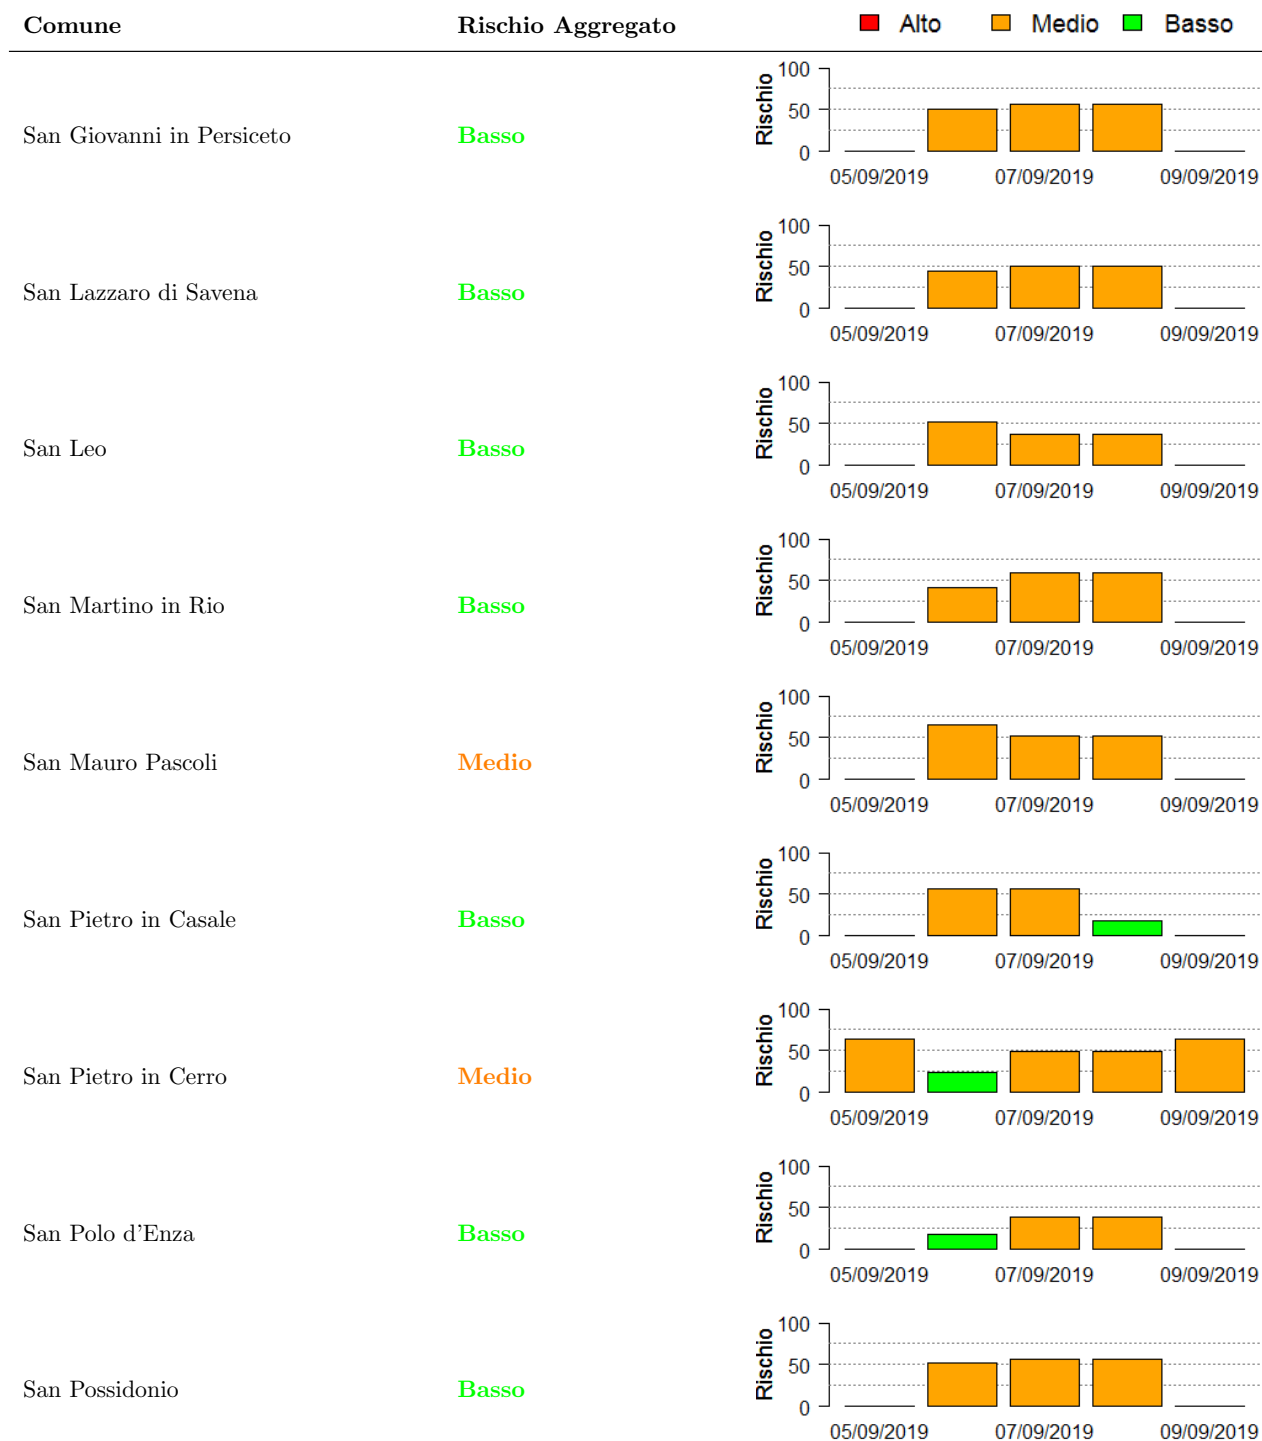 Comune Rischio Aggregato Alto Medio Basso
San Giovanni in Persiceto Basso Rischio 100 50 0
05/09/2019 07/09/2019 09/09/2019
San Lazzaro di Savena Basso Rischio 100 50 0
05/09/2019 07/09/2019 09/09/2019
San Leo Basso Rischio 100 50 0
05/09/2019 07/09/2019 09/09/2019
San Martino in Rio Basso Rischio 100 50 0
05/09/2019 07/09/2019 09/09/2019
San Mauro Pascoli Medio Rischio 100 50 0
05/09/2019 07/09/2019 09/09/2019
San Pietro in Casale Basso Rischio 100 50 0
05/09/2019 07/09/2019 09/09/2019
San Pietro in Cerro Medio Rischio 100 50 0
05/09/2019 07/09/2019 09/09/2019
San Polo d'Enza Basso Rischio 100 50 0
05/09/2019 07/09/2019 09/09/2019
San Possidonio Basso Rischio 100 50 0
05/09/2019 07/09/2019 09/09/2019